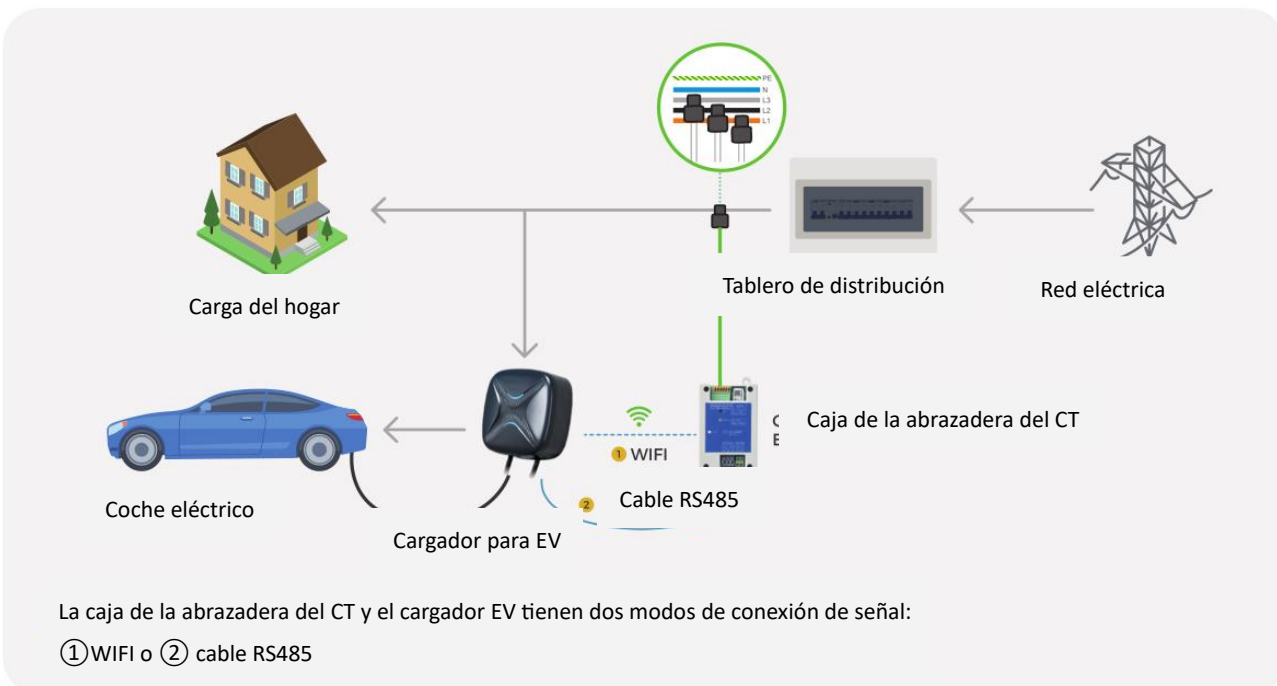 PE
N
L3
L2
L1
Tablero de distribución
Red eléctrica
Carga del hogar
Caja de la abrazadera del CT
1 WIFI
2
Cable RS485
Coche eléctrico
Cargador para EV
La caja de la abrazadera del CT y el cargador EV tienen dos modos de conexión de señal:
①WIFI o ② cable RS485